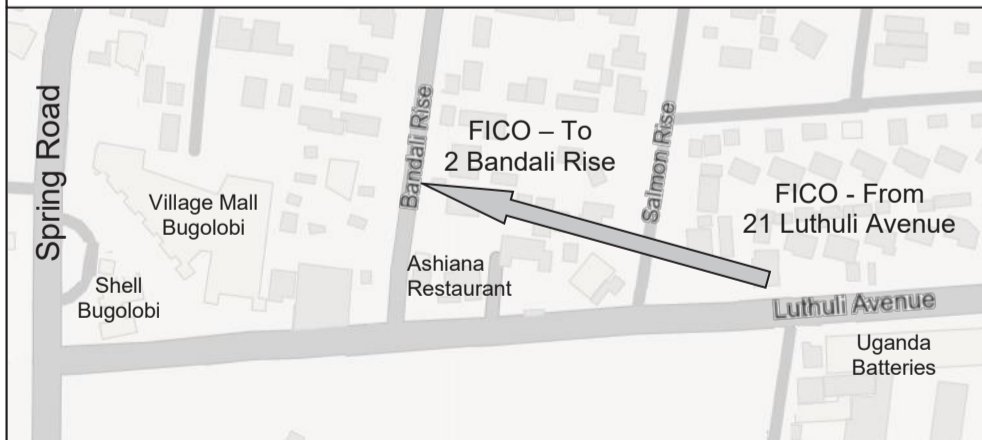 Spring Road
Village Mall
Bugolobi
Shell
Bugolobi
Bandali Rise
FICO – To
2 Bandali Rise
Ashiana
Restaurant
Salmon Rise
FICO - From
21 Luthuli Avenue
Luthuli Avenue
Uganda
Batteries